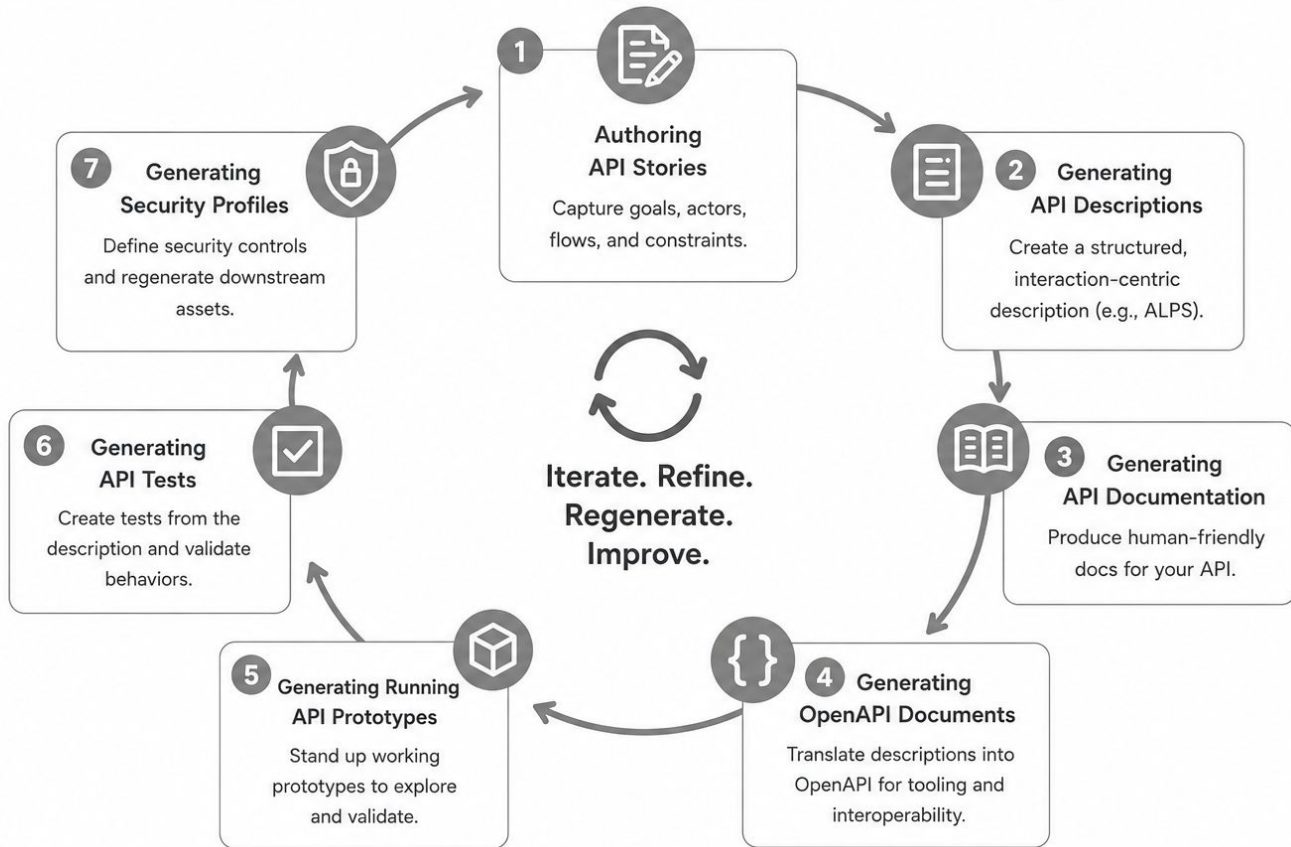 1
Authoring
API Stories
Capture goals, actors,
flows, and constraints.
2
Generating
API Descriptions
Create a structured,
interaction-centric
description (e.g., ALPS).
3
Generating
API Documentation
Produce human-friendly
docs for your API.
4
Generating
OpenAPI Documents
Translate descriptions into
OpenAPI for tooling and
interoperability.
5
Generating Running
API Prototypes
Stand up working
prototypes to explore
and validate.
6
Generating
API Tests
Create tests from the
description and validate
behaviors.
7
Generating
Security Profiles
Define security controls
and regenerate downstream
assets.
Iterate. Refine.
Regenerate.
Improve.